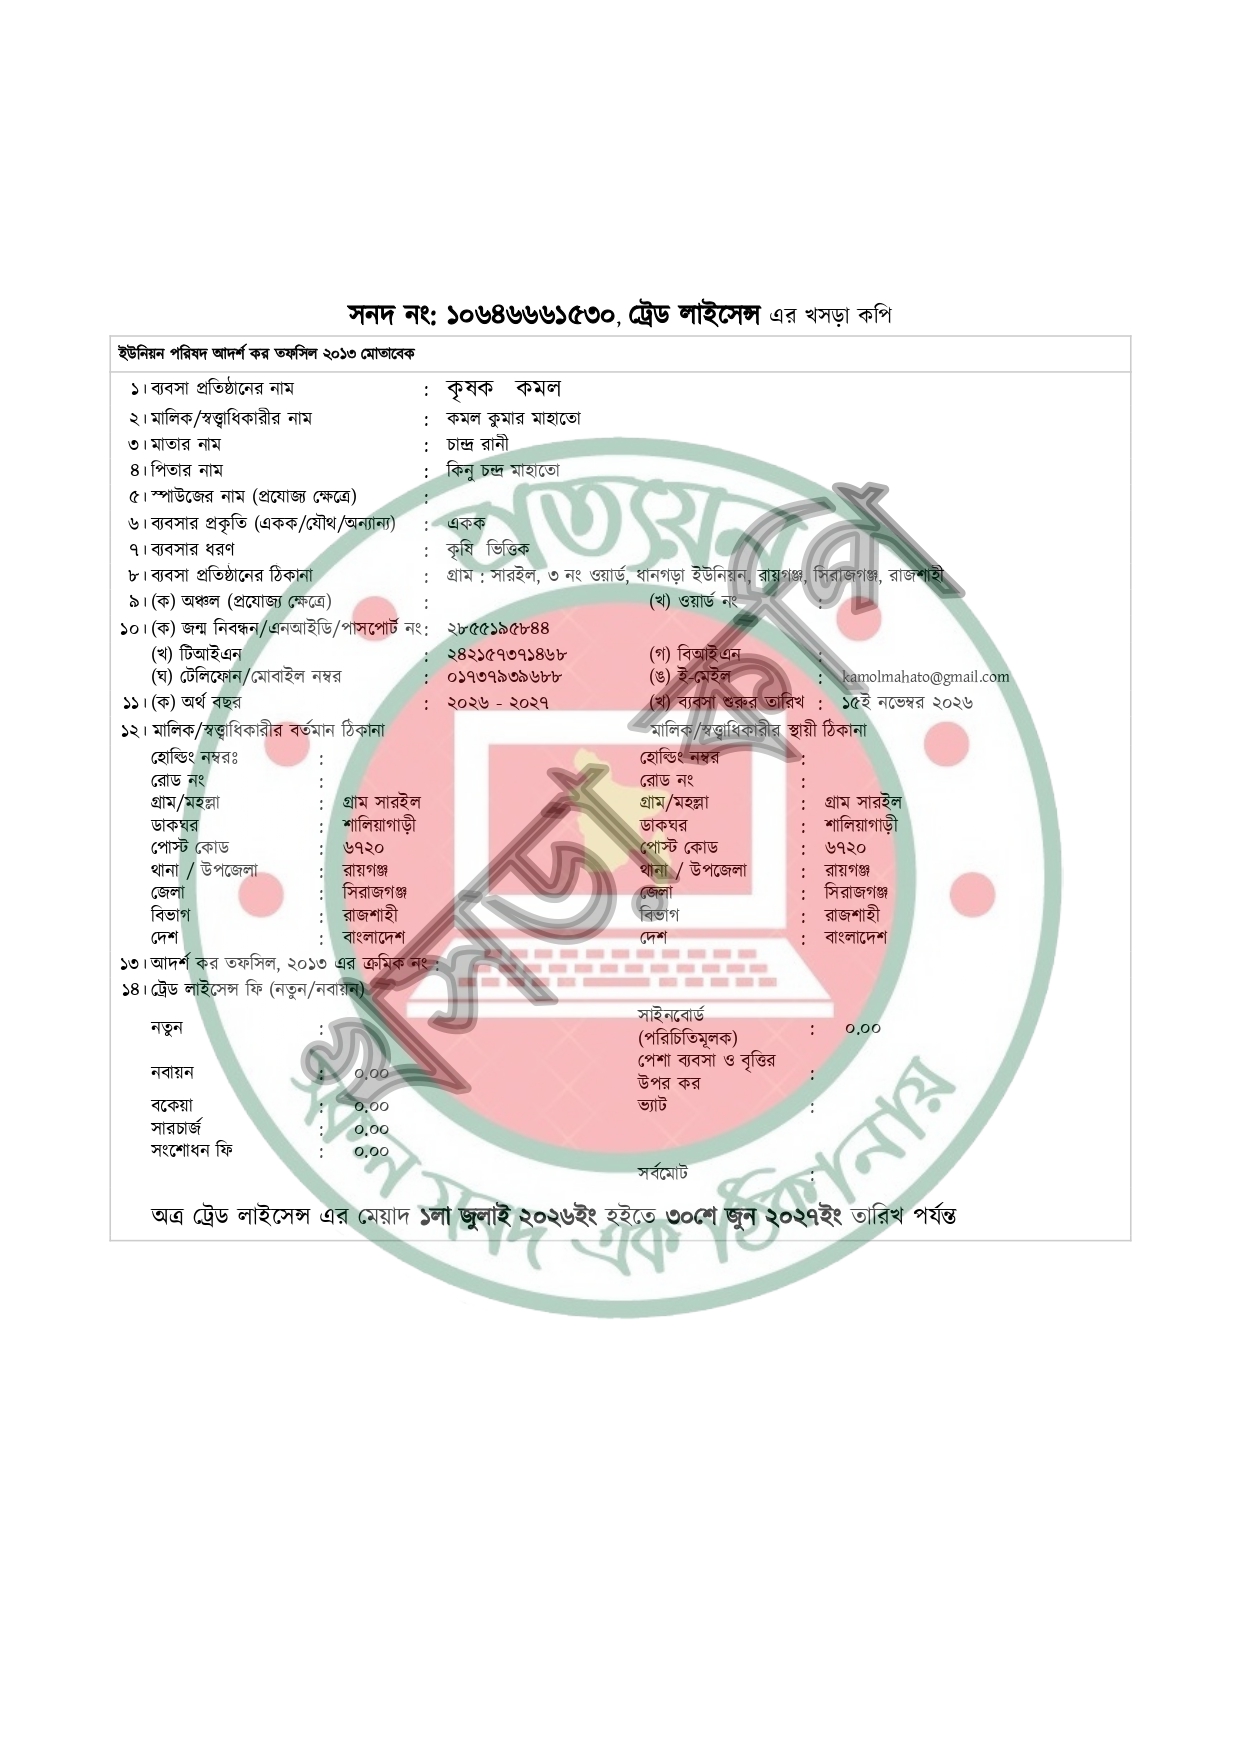 সনদ নং: ১০৬৪৬৬৬১৫৩০, ট্রেড লাইসেন্স এর খসড়া কপি
ইউনিয়ন পরিষদ আদর্শ কর তফসিল ২০১৩ মোতাবেক
১। ব্যবসা প্রতিষ্ঠানের নাম : কৃষক কমল
২। মালিক/স্বত্ত্বাধিকারীর নাম : কমল কুমার মাহাতো
৩। মাতার নাম : চান্দ্র রানী
৪। পিতার নাম : কিনু চন্দ্র মাহাতো
৫। স্পাউজের নাম (প্রযোজ্য ক্ষেত্রে) :
৬। ব্যবসার প্রকৃতি (একক/যৌথ/অন্যান্য) : একক
৭। ব্যবসার ধরণ : কৃষি ভিত্তিক
৮। ব্যবসা প্রতিষ্ঠানের ঠিকানা : গ্রাম : সারইল, ৩ নং ওয়ার্ড, ধানগড়া ইউনিয়ন, রায়গঞ্জ, সিরাজগঞ্জ, রাজশাহী
৯। (ক) অঞ্চল (প্রযোজ্য ক্ষেত্রে) : (খ) ওয়ার্ড নং :
১০। (ক) জন্ম নিবন্ধন/এনআইডি/পাসপোর্ট নং : ২৮৫৫১৯৫৮৪৪
(খ) টিআইএন : ২৪২১৫৭৩৭১৪৬৮ (গ) বিআইএন :
(ঘ) টেলিফোন/মোবাইল নম্বর : ০১৭৩৭৯৩৯৬৮৮ (ঙ) ই-মেইল : kamolmahato@gmail.com
১১। (ক) অর্থ বছর : ২০২৬ - ২০২৭ (খ) ব্যবসা শুরুর তারিখ : ১৫ই নভেম্বর ২০২৬
১২। মালিক/স্বত্ত্বাধিকারীর বর্তমান ঠিকানা মালিক/স্বত্ত্বাধিকারীর স্থায়ী ঠিকানা
হোল্ডিং নম্বরঃ : হোল্ডিং নম্বর :
রোড নং : রোড নং :
গ্রাম/মহল্লা : গ্রাম সারইল গ্রাম/মহল্লা : গ্রাম সারইল
ডাকঘর : শালিয়াগাড়ী ডাকঘর : শালিয়াগাড়ী
পোস্ট কোড : ৬৭২০ পোস্ট কোড : ৬৭২০
থানা / উপজেলা : রায়গঞ্জ থানা / উপজেলা : রায়গঞ্জ
জেলা : সিরাজগঞ্জ জেলা : সিরাজগঞ্জ
বিভাগ : রাজশাহী বিভাগ : রাজশাহী
দেশ : বাংলাদেশ দেশ : বাংলাদেশ
১৩। আদর্শ কর তফসিল, ২০১৩ এর ক্রমিক নং :
১৪। ট্রেড লাইসেন্স ফি (নতুন/নবায়ন)
নতুন : সাইনবোর্ড (পরিচিতিমূলক) : ০.০০
নবায়ন : ০.০০ পেশা ব্যবসা ও বৃত্তির উপর কর :
বকেয়া : ০.০০ ভ্যাট :
সারচার্জ : ০.০০
সংশোধন ফি : ০.০০
সর্বমোট :
অত্র ট্রেড লাইসেন্স এর মেয়াদ ১লা জুলাই ২০২৬ইং হইতে ৩০শে জুন ২০২৭ইং তারিখ পর্যন্ত
প্রত্যয়ন
খসড়া কপি
সকল সনদ এক ঠিকানায়